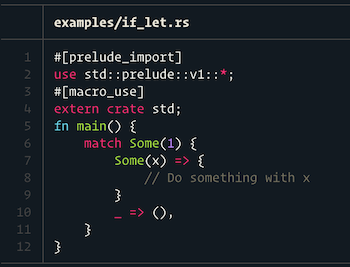 examples/if_let.rs
1 #[prelude_import]
2 use std::prelude::v1::*;
3 #[macro_use]
4 extern crate std;
5 fn main() {
6     match Some(1) {
7         Some(x) => {
8             // Do something with x
9         }
10         _ => (),
11     }
12 }